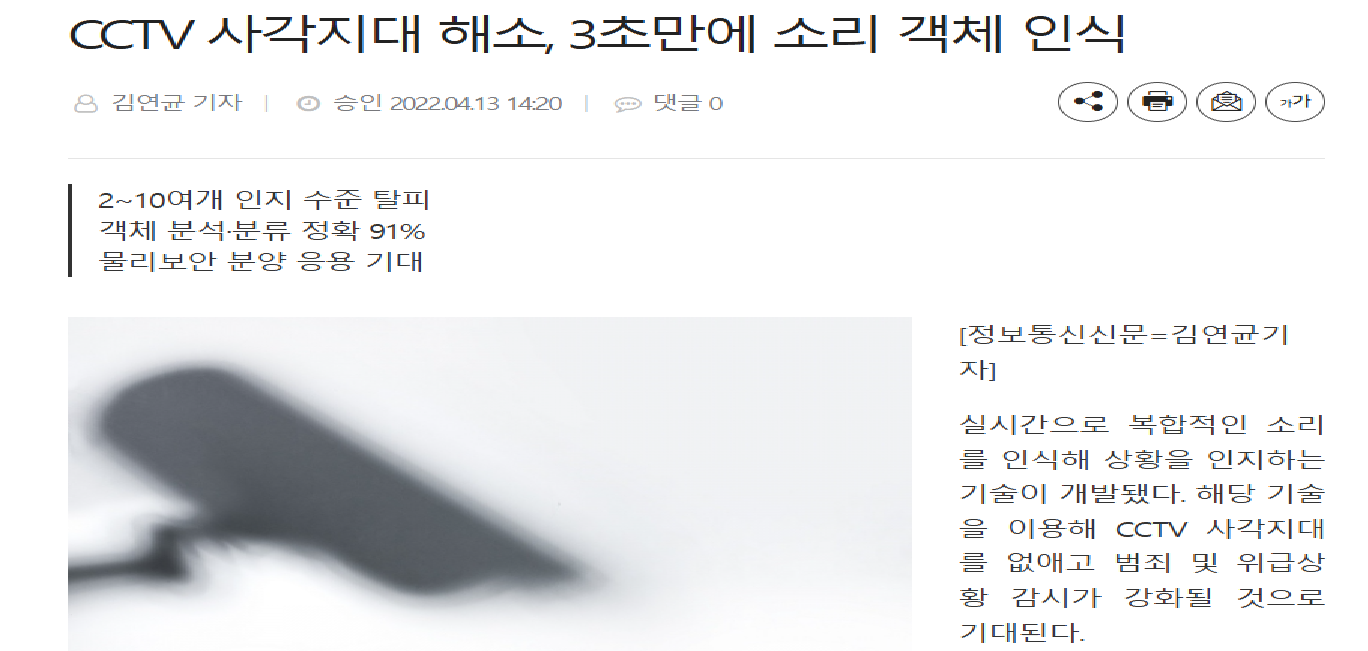 CCTV 사각지대 해소, 3초만에 소리 객체 인식
김연균 기자 | 승인 2022.04.13 14:20 | 댓글 0
가가
2~10여개 인지 수준 탈피
객체 분석·분류 정확 91%
물리보안 분양 응용 기대
[정보통신신문=김연균기
자]
실시간으로 복합적인 소리
를 인식해 상황을 인지하는
기술이 개발됐다. 해당 기술
을 이용해 CCTV 사각지대
를 없애고 범죄 및 위급상
황 감시가 강화될 것으로
기대된다.